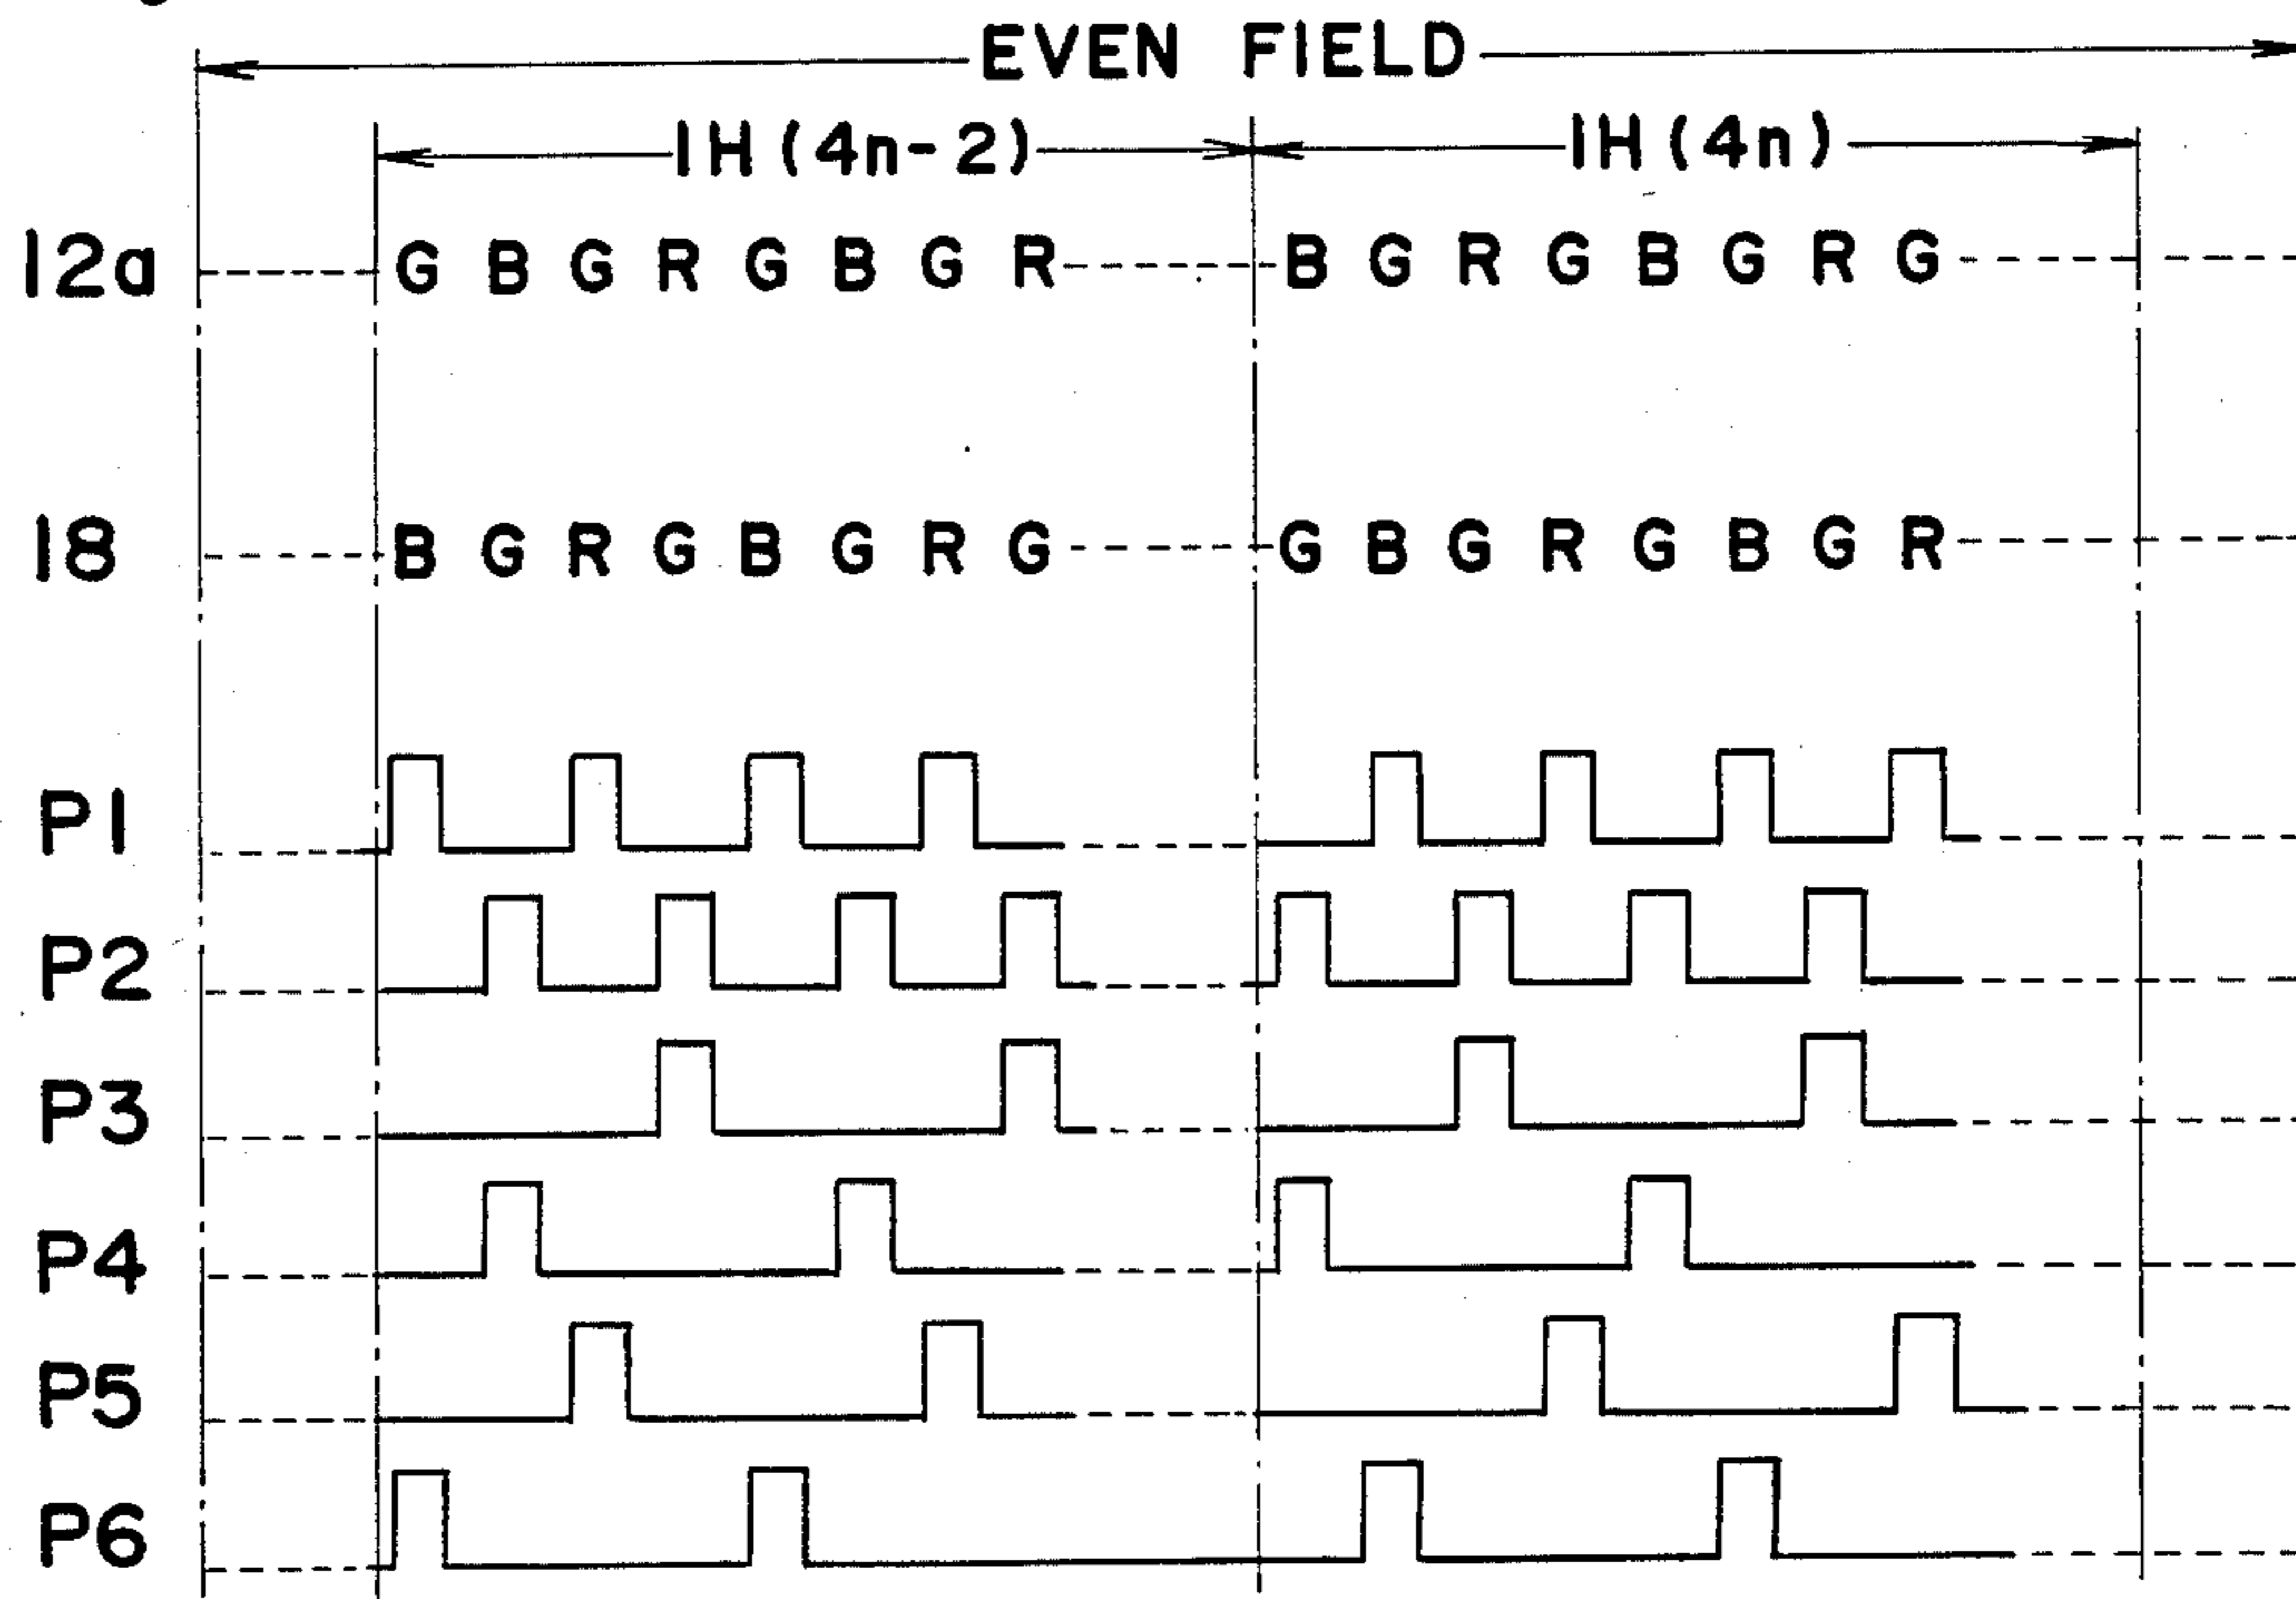 EVEN FIELD
1H (4n-2) 1H (4n)
12a G B G R G B G R B G R G B G R G
18 B G R G B G R G G B G R G B G R
P1
P2
P3
P4
P5
P6